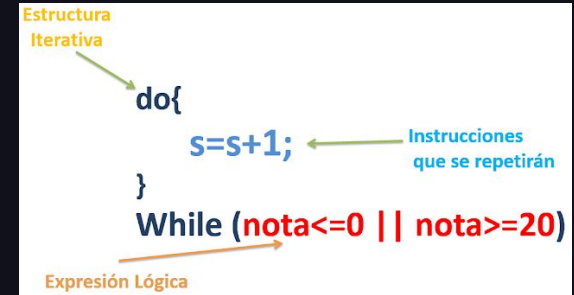 Estructura
Iterativa
do{
s=s+1;
Instrucciones
que se repetirán
}
While (nota<=0 || nota>=20)
Expresión Lógica